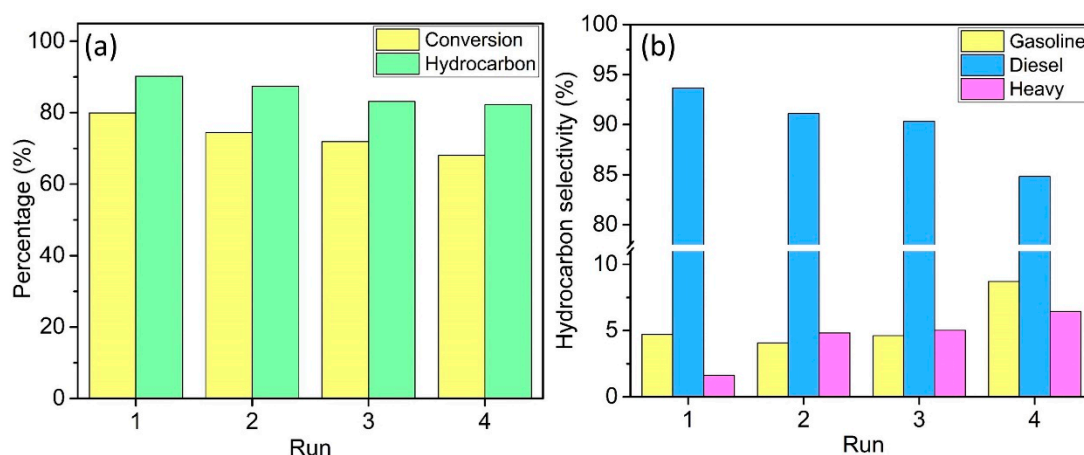 (a)
Conversion
Hydrocarbon
Percentage (%)
100
80
60
40
20
0
1 2 3 4
Run
(b)
Gasoline
Diesel
Heavy
Hydrocarbon selectivity (%)
100
95
90
85
80
10
5
0
1 2 3 4
Run